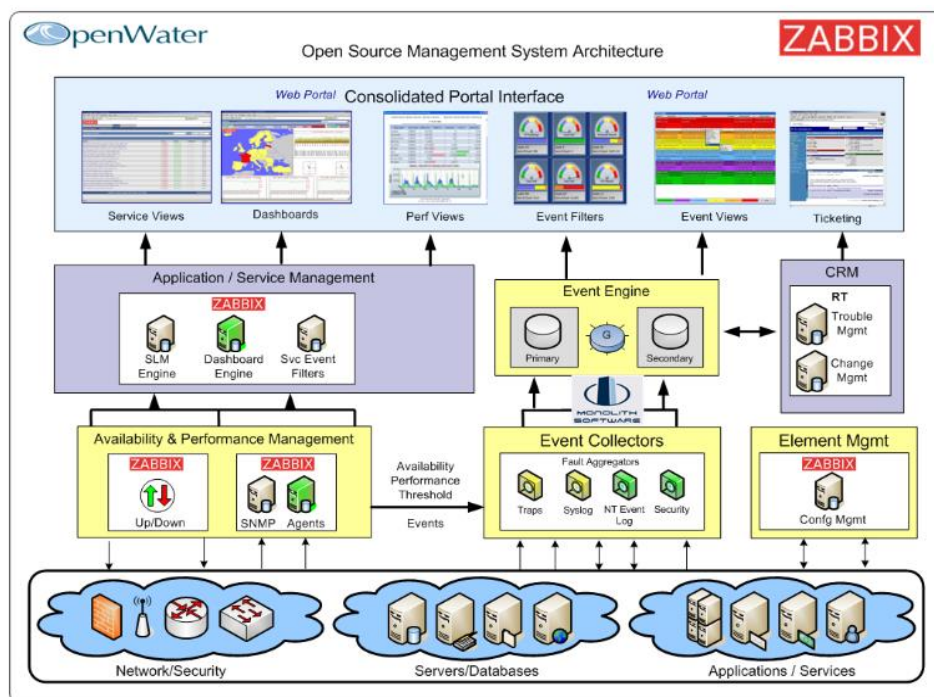 OpenWater
ZABBIX
Open Source Management System Architecture
Web Portal
Consolidated Portal Interface
Web Portal
Service Views
Dashboards
Perf Views
Event Filters
Event Views
Ticketing
Application / Service Management
ZABBIX
SLM
Engine
Dashboard
Engine
Svc Event
Filters
Event Engine
Primary
G
Secondary
CRM
RT
Trouble
Mgmt
Change
Mgmt
MONOLITH
SOFTWARE
Availability & Performance Management
ZABBIX
Up/Down
ZABBIX
SNMP
Agents
Availability
Performance
Threshold
Events
Event Collectors
Fault Aggregators
Traps
Syslog
NT Event
Log
Security
Element Mgmt
ZABBIX
Confg Mgmt
Network/Security
Servers/Databases
Applications / Services